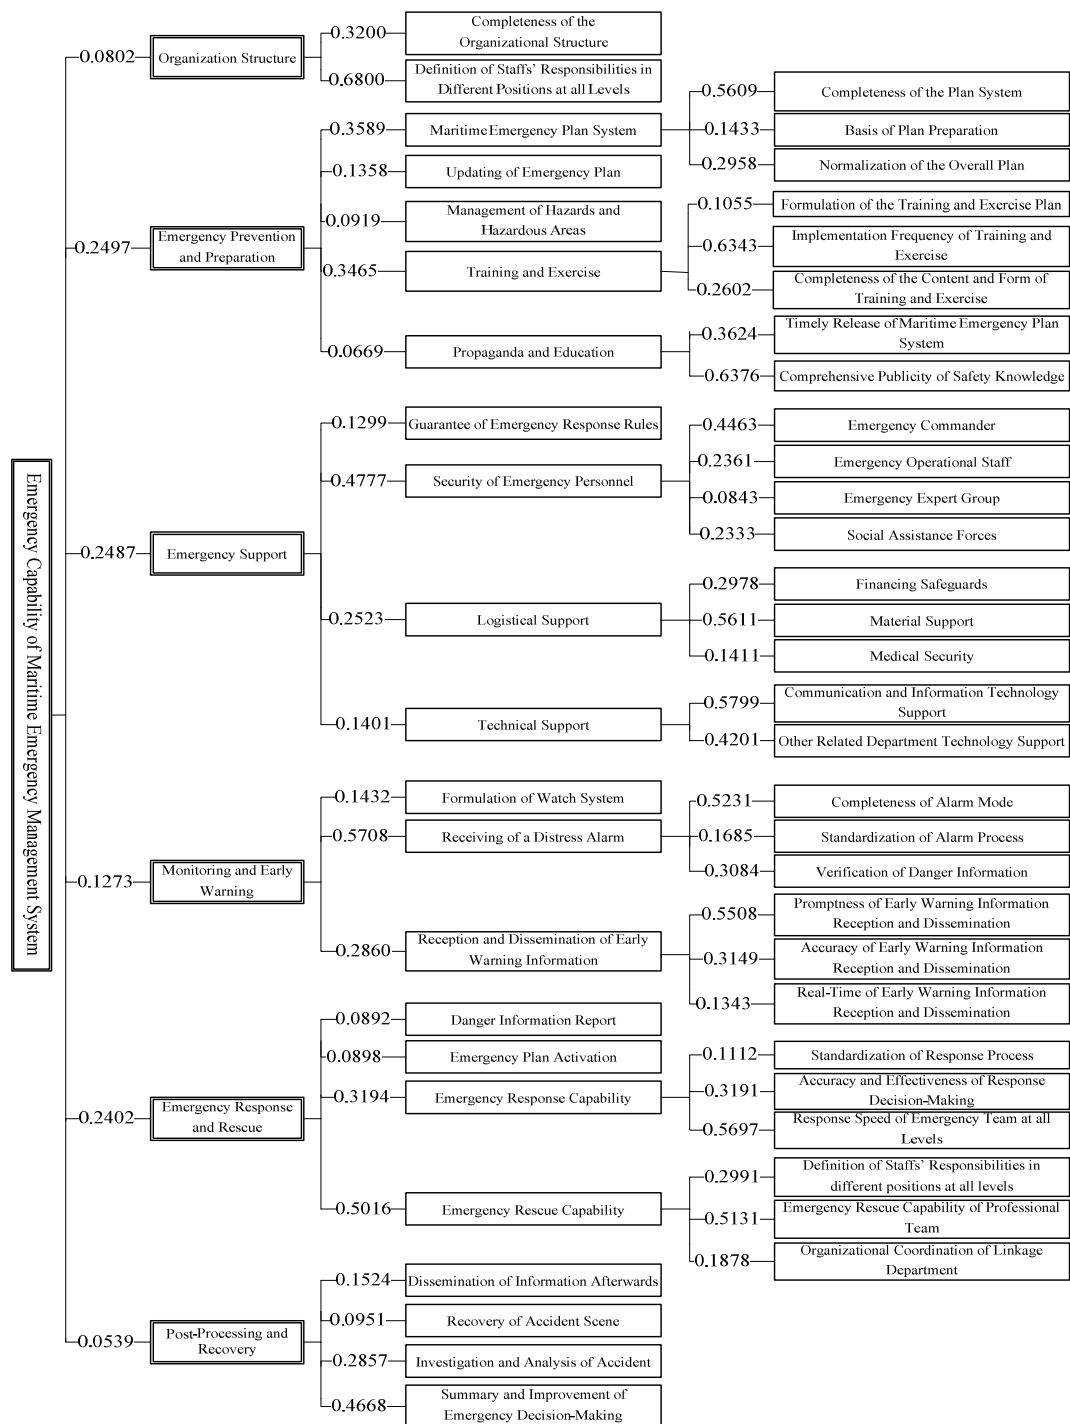 Emergency Capability of Maritime Emergency Management System
0.0802
Organization Structure
0.3200
Completeness of the
Organizational Structure
0.6800
Definition of Staffs' Responsibilities in
Different Positions at all Levels
0.2497
Emergency Prevention
and Preparation
0.3589
Maritime Emergency Plan System
0.5609
Completeness of the Plan System
0.1433
Basis of Plan Preparation
0.2958
Normalization of the Overall Plan
0.1358
Updating of Emergency Plan
0.0919
Management of Hazards and
Hazardous Areas
0.3465
Training and Exercise
0.1055
Formulation of the Training and Exercise Plan
0.6343
Implementation Frequency of Training and
Exercise
0.2602
Completeness of the Content and Form of
Training and Exercise
0.0669
Propaganda and Education
0.3624
Timely Release of Maritime Emergency Plan
System
0.6376
Comprehensive Publicity of Safety Knowledge
0.2487
Emergency Support
0.1299
Guarantee of Emergency Response Rules
0.4777
Security of Emergency Personnel
0.4463
Emergency Commander
0.2361
Emergency Operational Staff
0.0843
Emergency Expert Group
0.2333
Social Assistance Forces
0.2523
Logistical Support
0.2978
Financing Safeguards
0.5611
Material Support
0.1411
Medical Security
0.1401
Technical Support
0.5799
Communication and Information Technology
Support
0.4201
Other Related Department Technology Support
0.1273
Monitoring and Early
Warning
0.1432
Formulation of Watch System
0.5708
Receiving of a Distress Alarm
0.5231
Completeness of Alarm Mode
0.1685
Standardization of Alarm Process
0.3084
Verification of Danger Information
0.2860
Reception and Dissemination of Early
Warning Information
0.5508
Promptness of Early Warning Information
Reception and Dissemination
0.3149
Accuracy of Early Warning Information
Reception and Dissemination
0.1343
Real-Time of Early Warning Information
Reception and Dissemination
0.2402
Emergency Response
and Rescue
0.0892
Danger Information Report
0.0898
Emergency Plan Activation
0.3194
Emergency Response Capability
0.1112
Standardization of Response Process
0.3191
Accuracy and Effectiveness of Response
Decision-Making
0.5697
Response Speed of Emergency Team at all
Levels
0.5016
Emergency Rescue Capability
0.2991
Definition of Staffs' Responsibilities in
different positions at all levels
0.5131
Emergency Rescue Capability of Professional
Team
0.1878
Organizational Coordination of Linkage
Department
0.0539
Post-Processing and
Recovery
0.1524
Dissemination of Information Afterwards
0.0951
Recovery of Accident Scene
0.2857
Investigation and Analysis of Accident
0.4668
Summary and Improvement of
Emergency Decision-Making